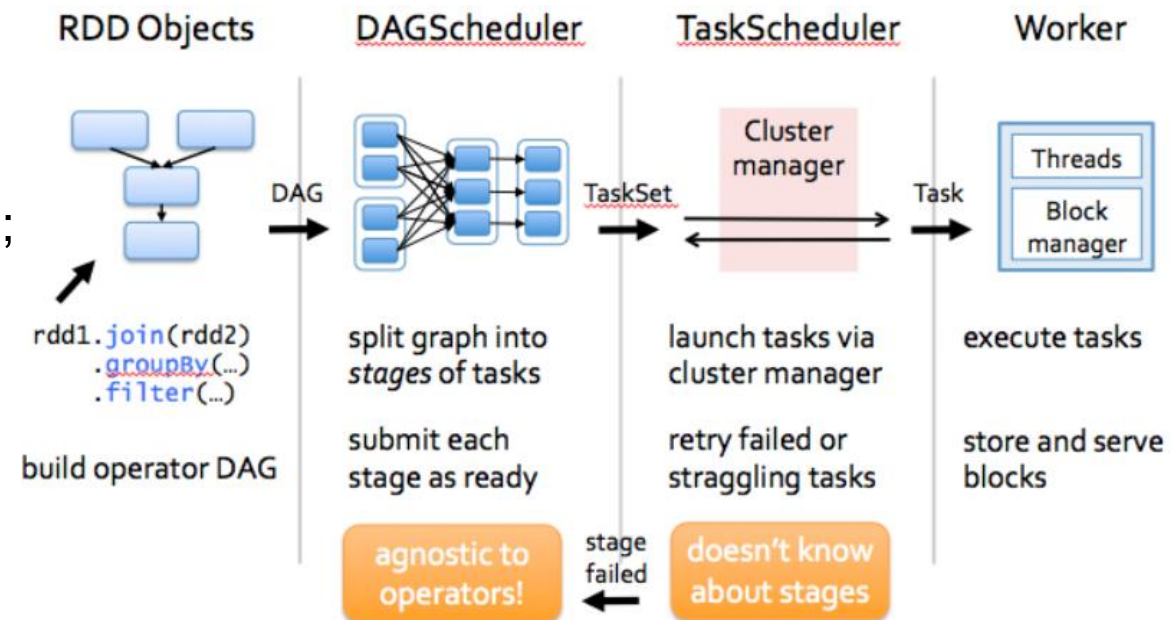 RDD Objects
DAGScheduler
TaskScheduler
Worker
;
DAG
TaskSet
Cluster
manager
Task
Threads
Block
manager
rdd1.join(rdd2)
.groupBy(…)
.filter(…)
build operator DAG
split graph into
stages of tasks
submit each
stage as ready
launch tasks via
cluster manager
retry failed or
straggling tasks
execute tasks
store and serve
blocks
agnostic to
operators!
stage
failed
doesn't know
about stages